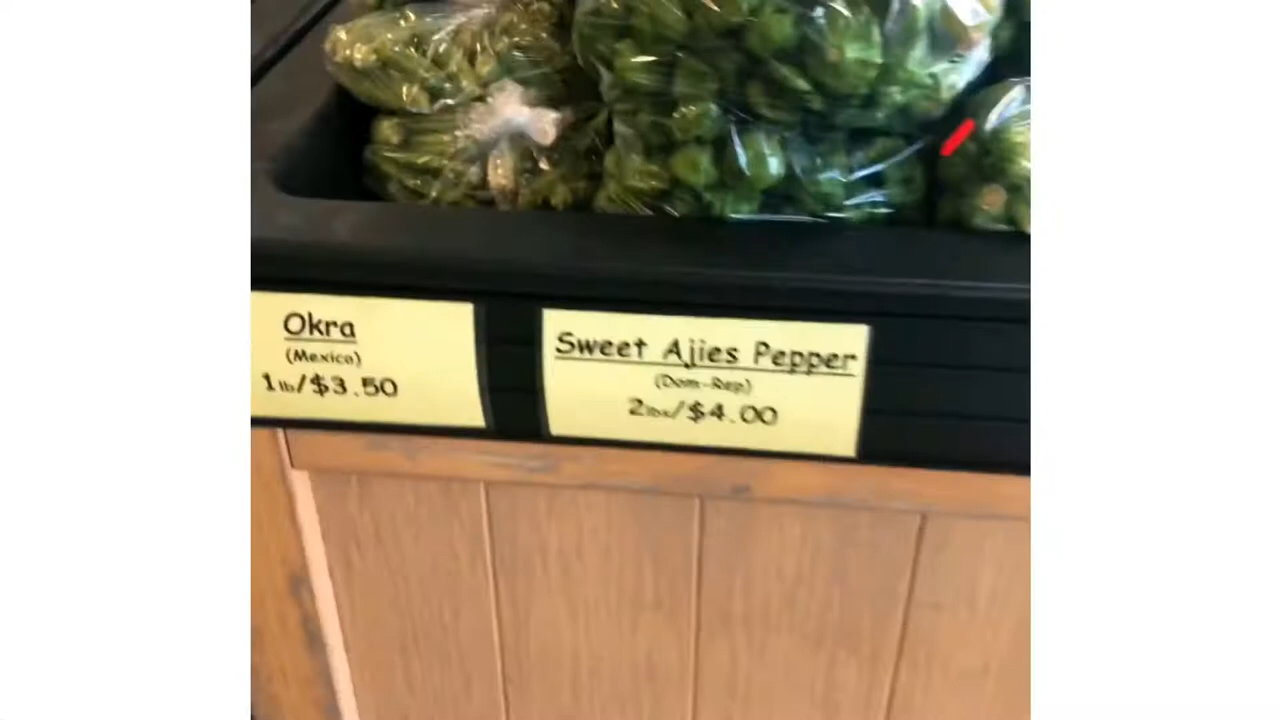 Okra
(Mexico)
1lb/$3.50
Sweet Ajies Pepper
(Dom-Rep)
2lbs/$4.00